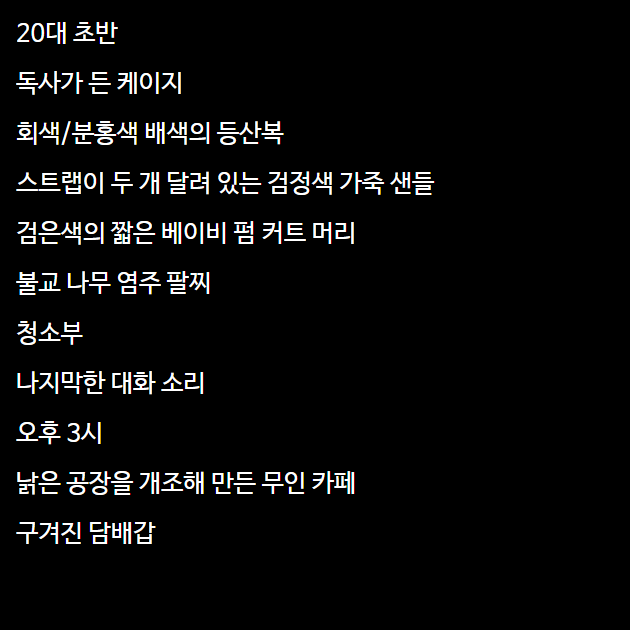 20대 초반
독사가 든 케이지
회색/분홍색 배색의 등산복
스트랩이 두 개 달려 있는 검정색 가죽 샌들
검은색의 짧은 베이비 펌 커트 머리
불교 나무 염주 팔찌
청소부
나지막한 대화 소리
오후 3시
낡은 공장을 개조해 만든 무인 카페
구겨진 담배갑